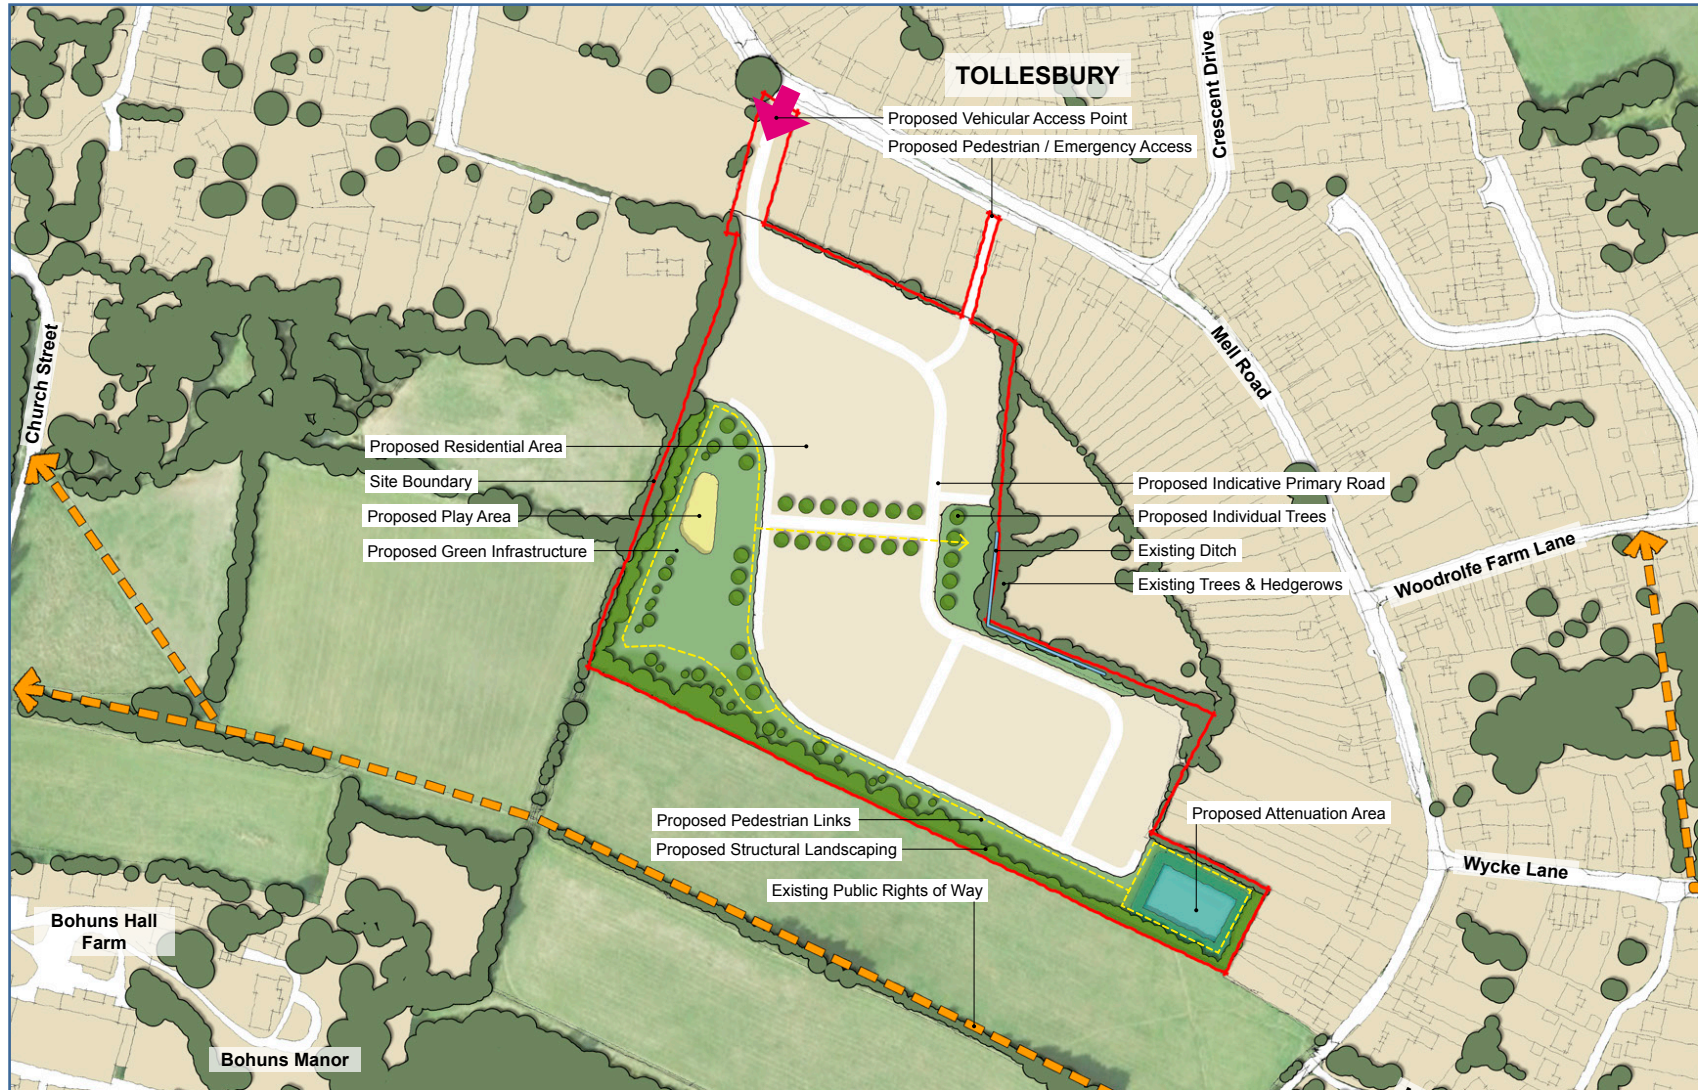 TOLLESBURY
Crescent Drive
Proposed Vehicular Access Point
Proposed Pedestrian / Emergency Access
Church Street
Mell Road
Proposed Residential Area
Site Boundary
Proposed Play Area
Proposed Green Infrastructure
Proposed Indicative Primary Road
Proposed Individual Trees
Existing Ditch
Existing Trees & Hedgerows
Woodrolfe Farm Lane
Proposed Pedestrian Links
Proposed Structural Landscaping
Proposed Attenuation Area
Existing Public Rights of Way
Wycke Lane
Bohuns Hall
Farm
Bohuns Manor